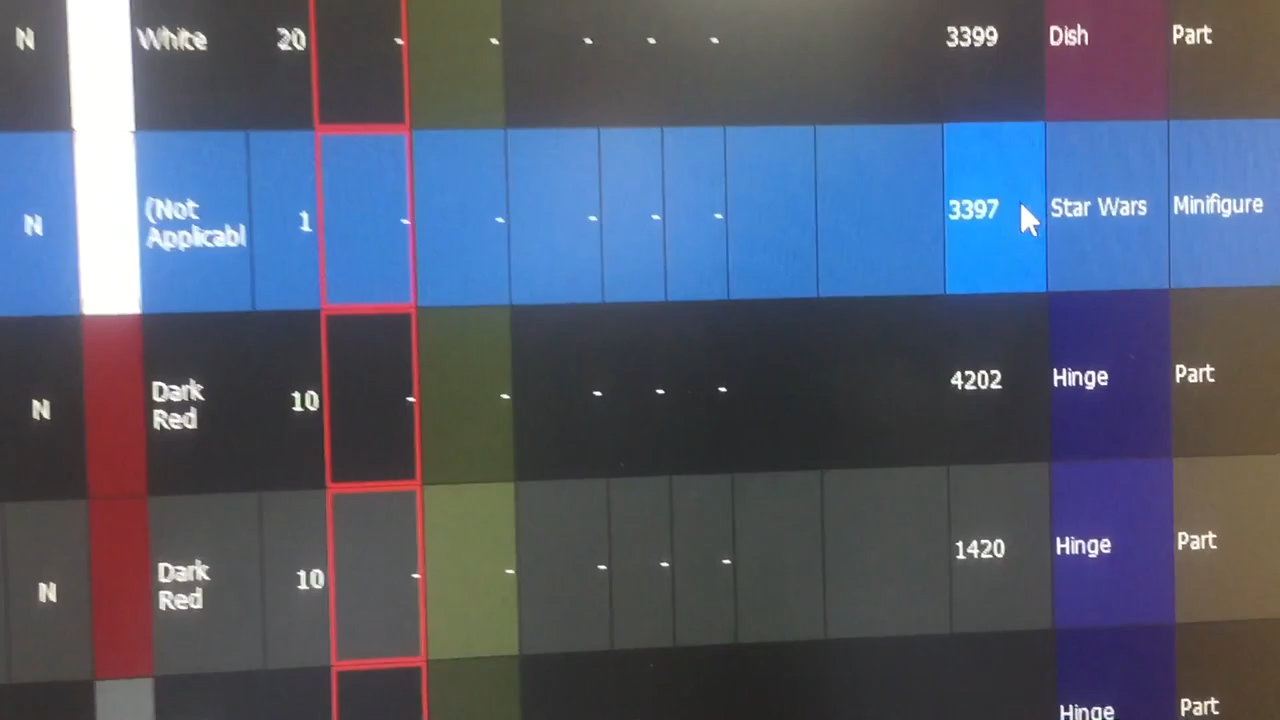 N White 20 - - - - - 3399 Dish Part
N (Not Applicabl 1 - - - - - 3397 Star Wars Minifigure
N Dark Red 10 - - - - - 4202 Hinge Part
N Dark Red 10 - - - - - 1420 Hinge Part
Hinge Part